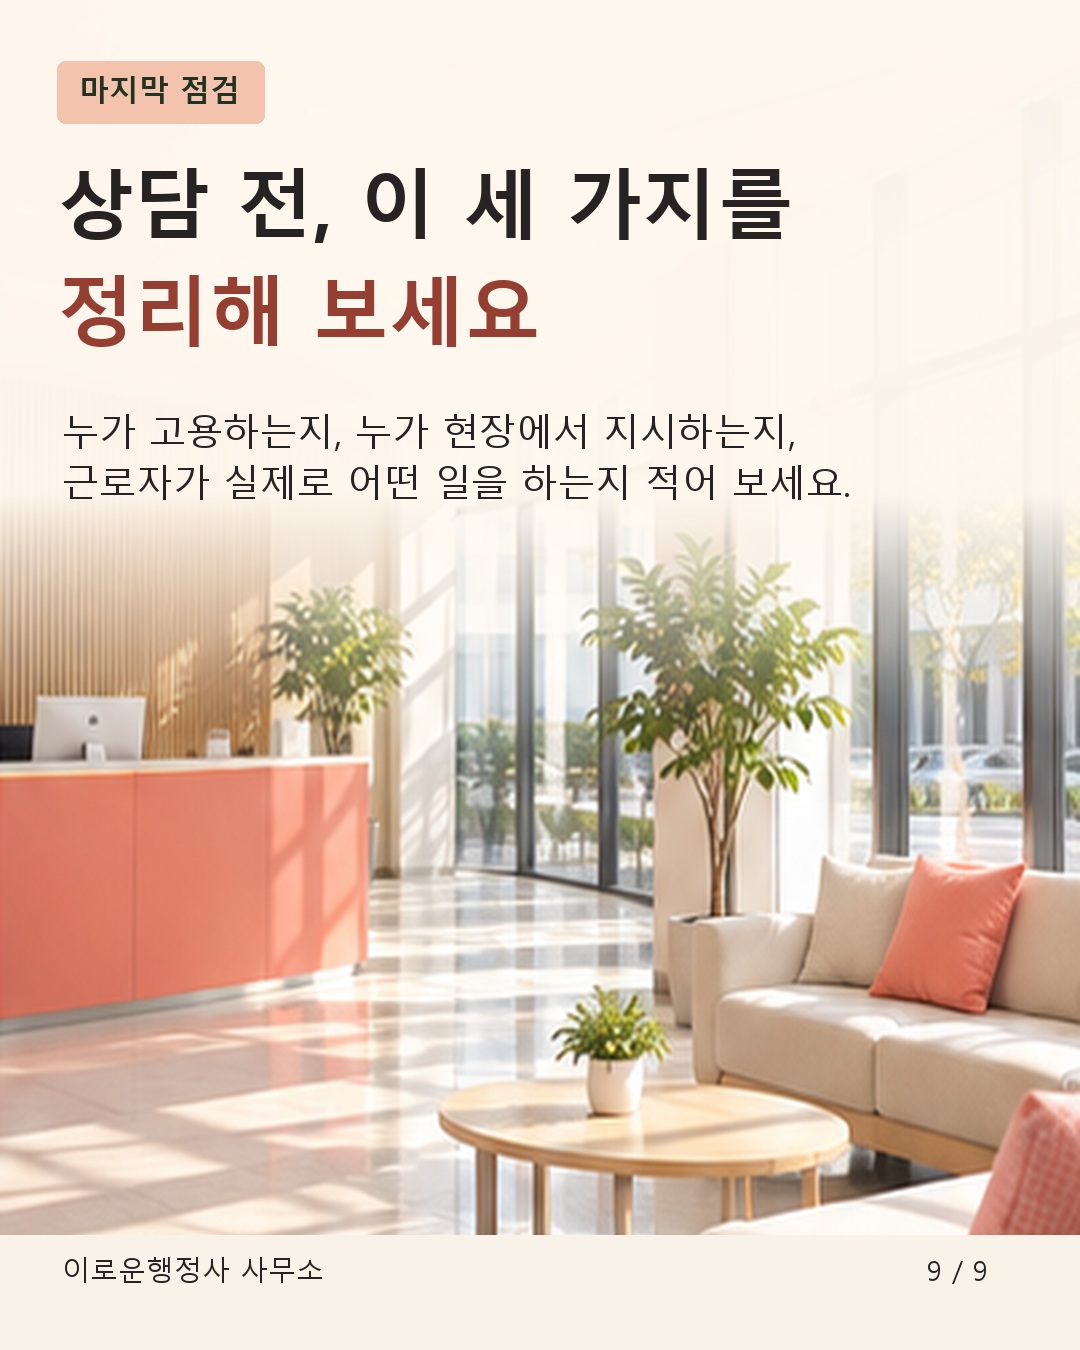 마지막 점검
상담 전, 이 세 가지를
정리해 보세요
누가 고용하는지, 누가 현장에서 지시하는지,
근로자가 실제로 어떤 일을 하는지 적어 보세요.
이로운행정사 사무소
9 / 9